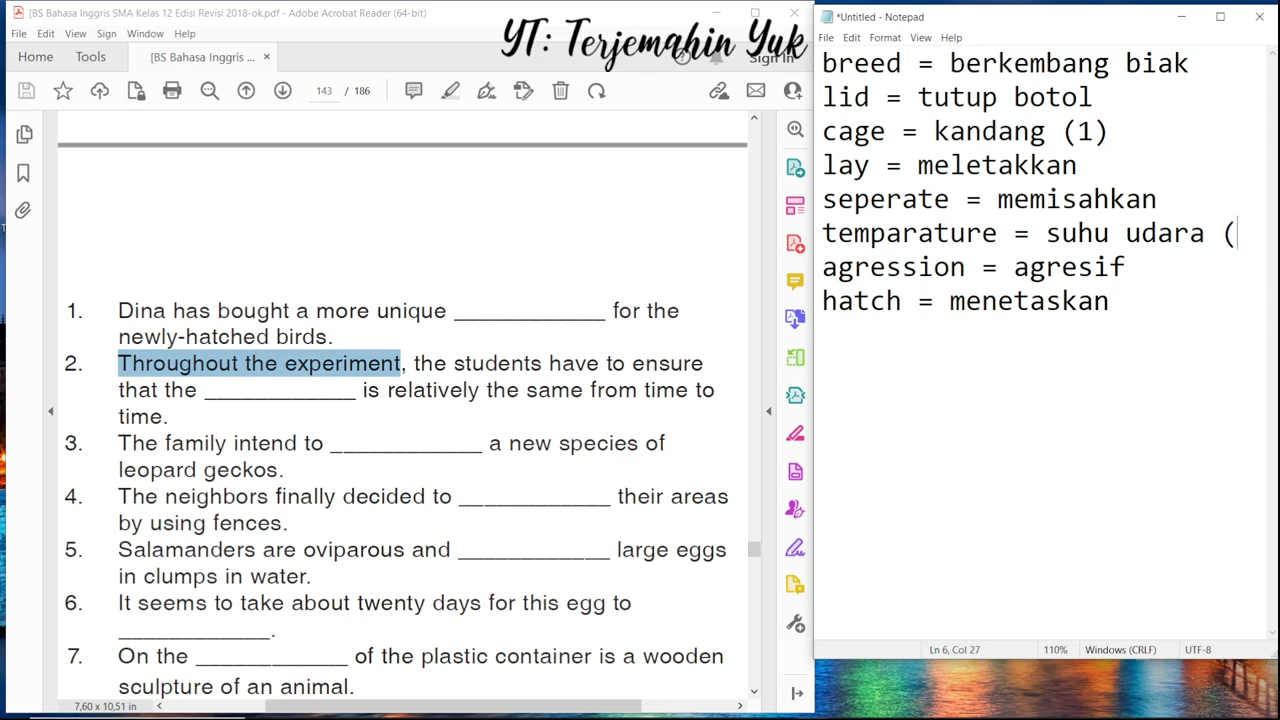 [BS Bahasa Inggris SMA Kelas 12 Edisi Revisi 2018-ok.pdf - Adobe Acrobat Reader (64-bit)
File Edit View Sign Window Help
YT: Terjemahin Yuk
Home Tools [BS Bahasa Inggris ... × Sign In
143 / 186
1. Dina has bought a more unique ____________ for the
newly-hatched birds.
2. Throughout the experiment, the students have to ensure
that the ____________ is relatively the same from time to
time.
3. The family intend to ____________ a new species of
leopard geckos.
4. The neighbors finally decided to ____________ their areas
by using fences.
5. Salamanders are oviparous and ____________ large eggs
in clumps in water.
6. It seems to take about twenty days for this egg to
____________.
7. On the ____________ of the plastic container is a wooden
sculpture of an animal.
7,60 x 10,51 in
*Untitled - Notepad
File Edit Format View Help
breed = berkembang biak
lid = tutup botol
cage = kandang (1)
lay = meletakkan
seperate = memisahkan
temparature = suhu udara (
agression = agresif
hatch = menetaskan
Ln 6, Col 27 110% Windows (CRLF) UTF-8